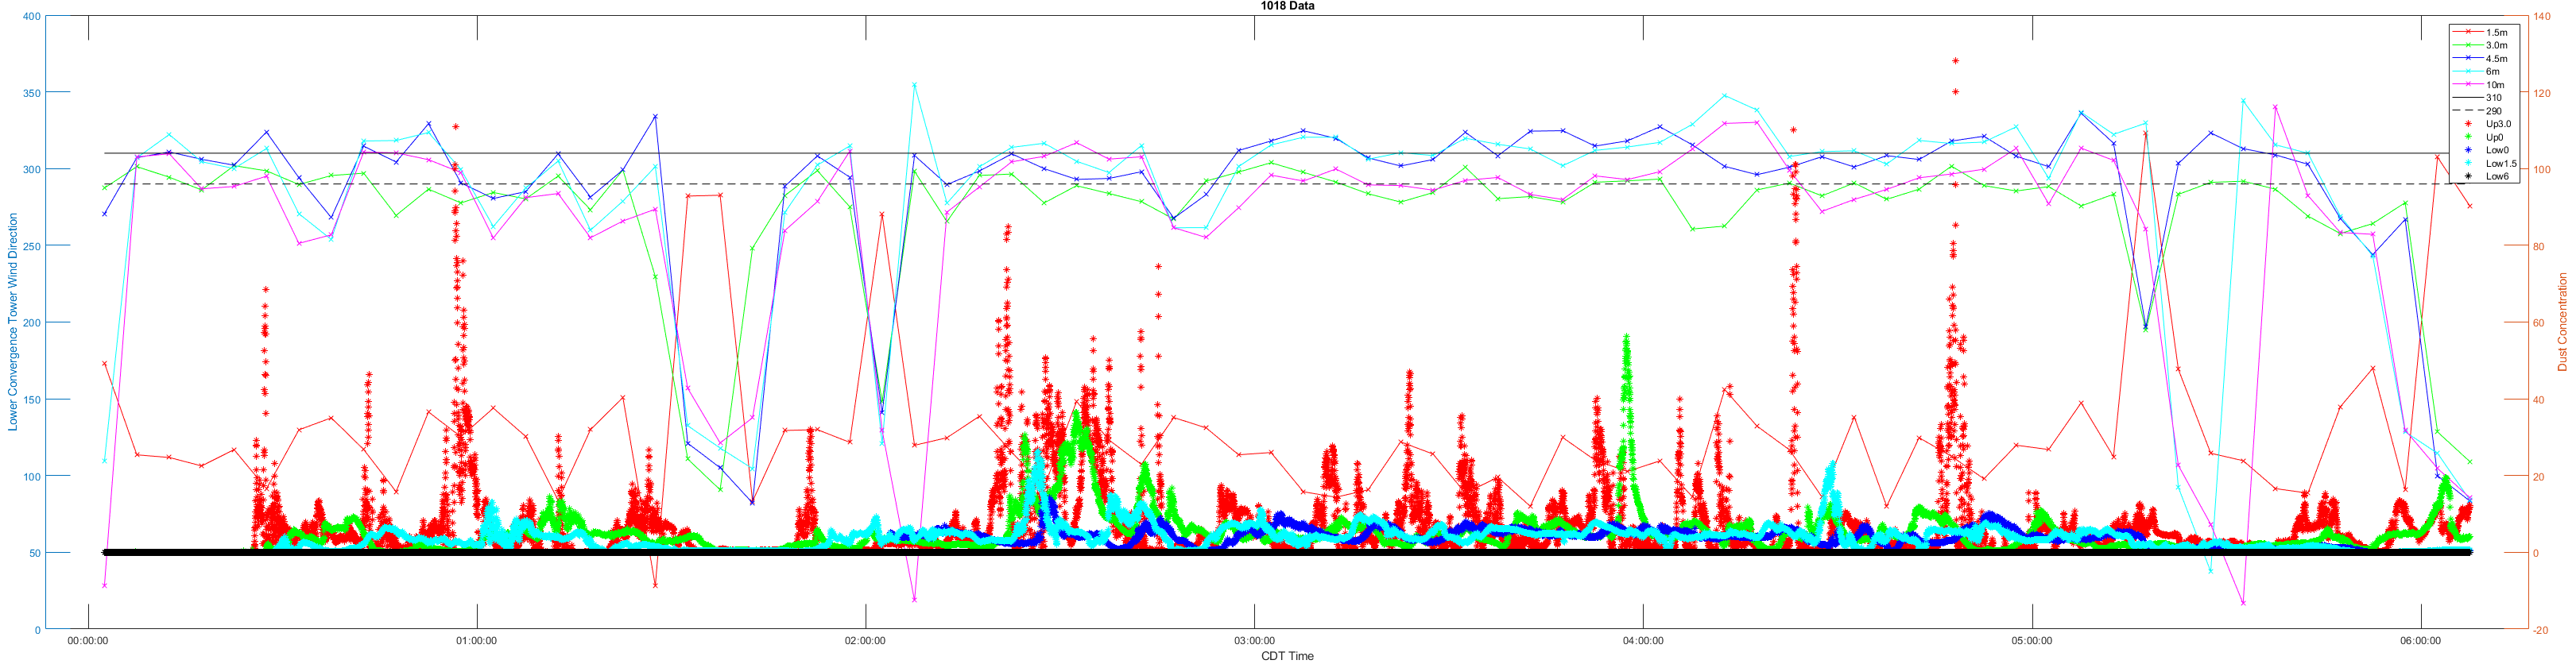 1018 Data
400
350
300
250
200
150
100
50
0
Lower Convergence Tower Wind Direction
140
120
100
80
60
40
20
0
-20
Dust Concentration
1.5m
3.0m
4.5m
6m
10m
310
290
Up3.0
Up0
Low0
Low1.5
Low6
00:00:00 01:00:00 02:00:00 03:00:00 04:00:00 05:00:00 06:00:00
CDT Time